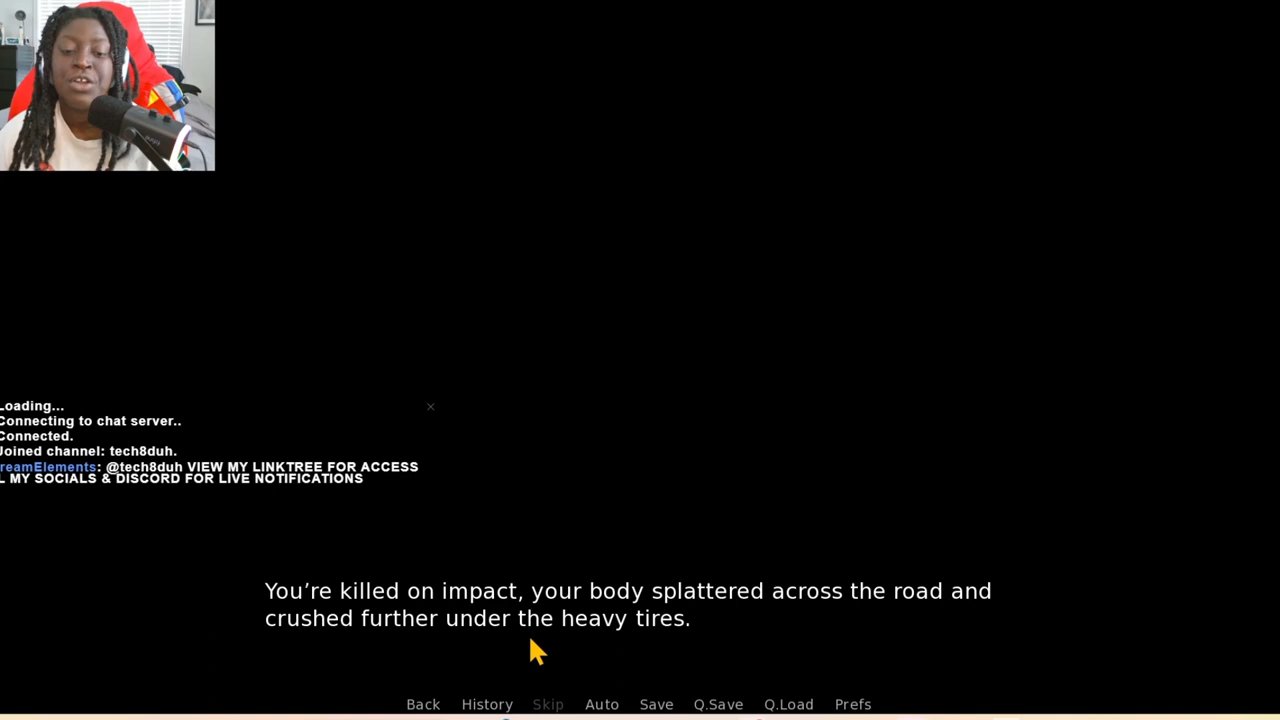 Loading...
Connecting to chat server..
Connected.
Joined channel: tech8duh.
reamElements: @tech8duh VIEW MY LINKTREE FOR ACCESS
L MY SOCIALS & DISCORD FOR LIVE NOTIFICATIONS
You’re killed on impact, your body splattered across the road and
crushed further under the heavy tires.
Back History Skip Auto Save Q.Save Q.Load Prefs